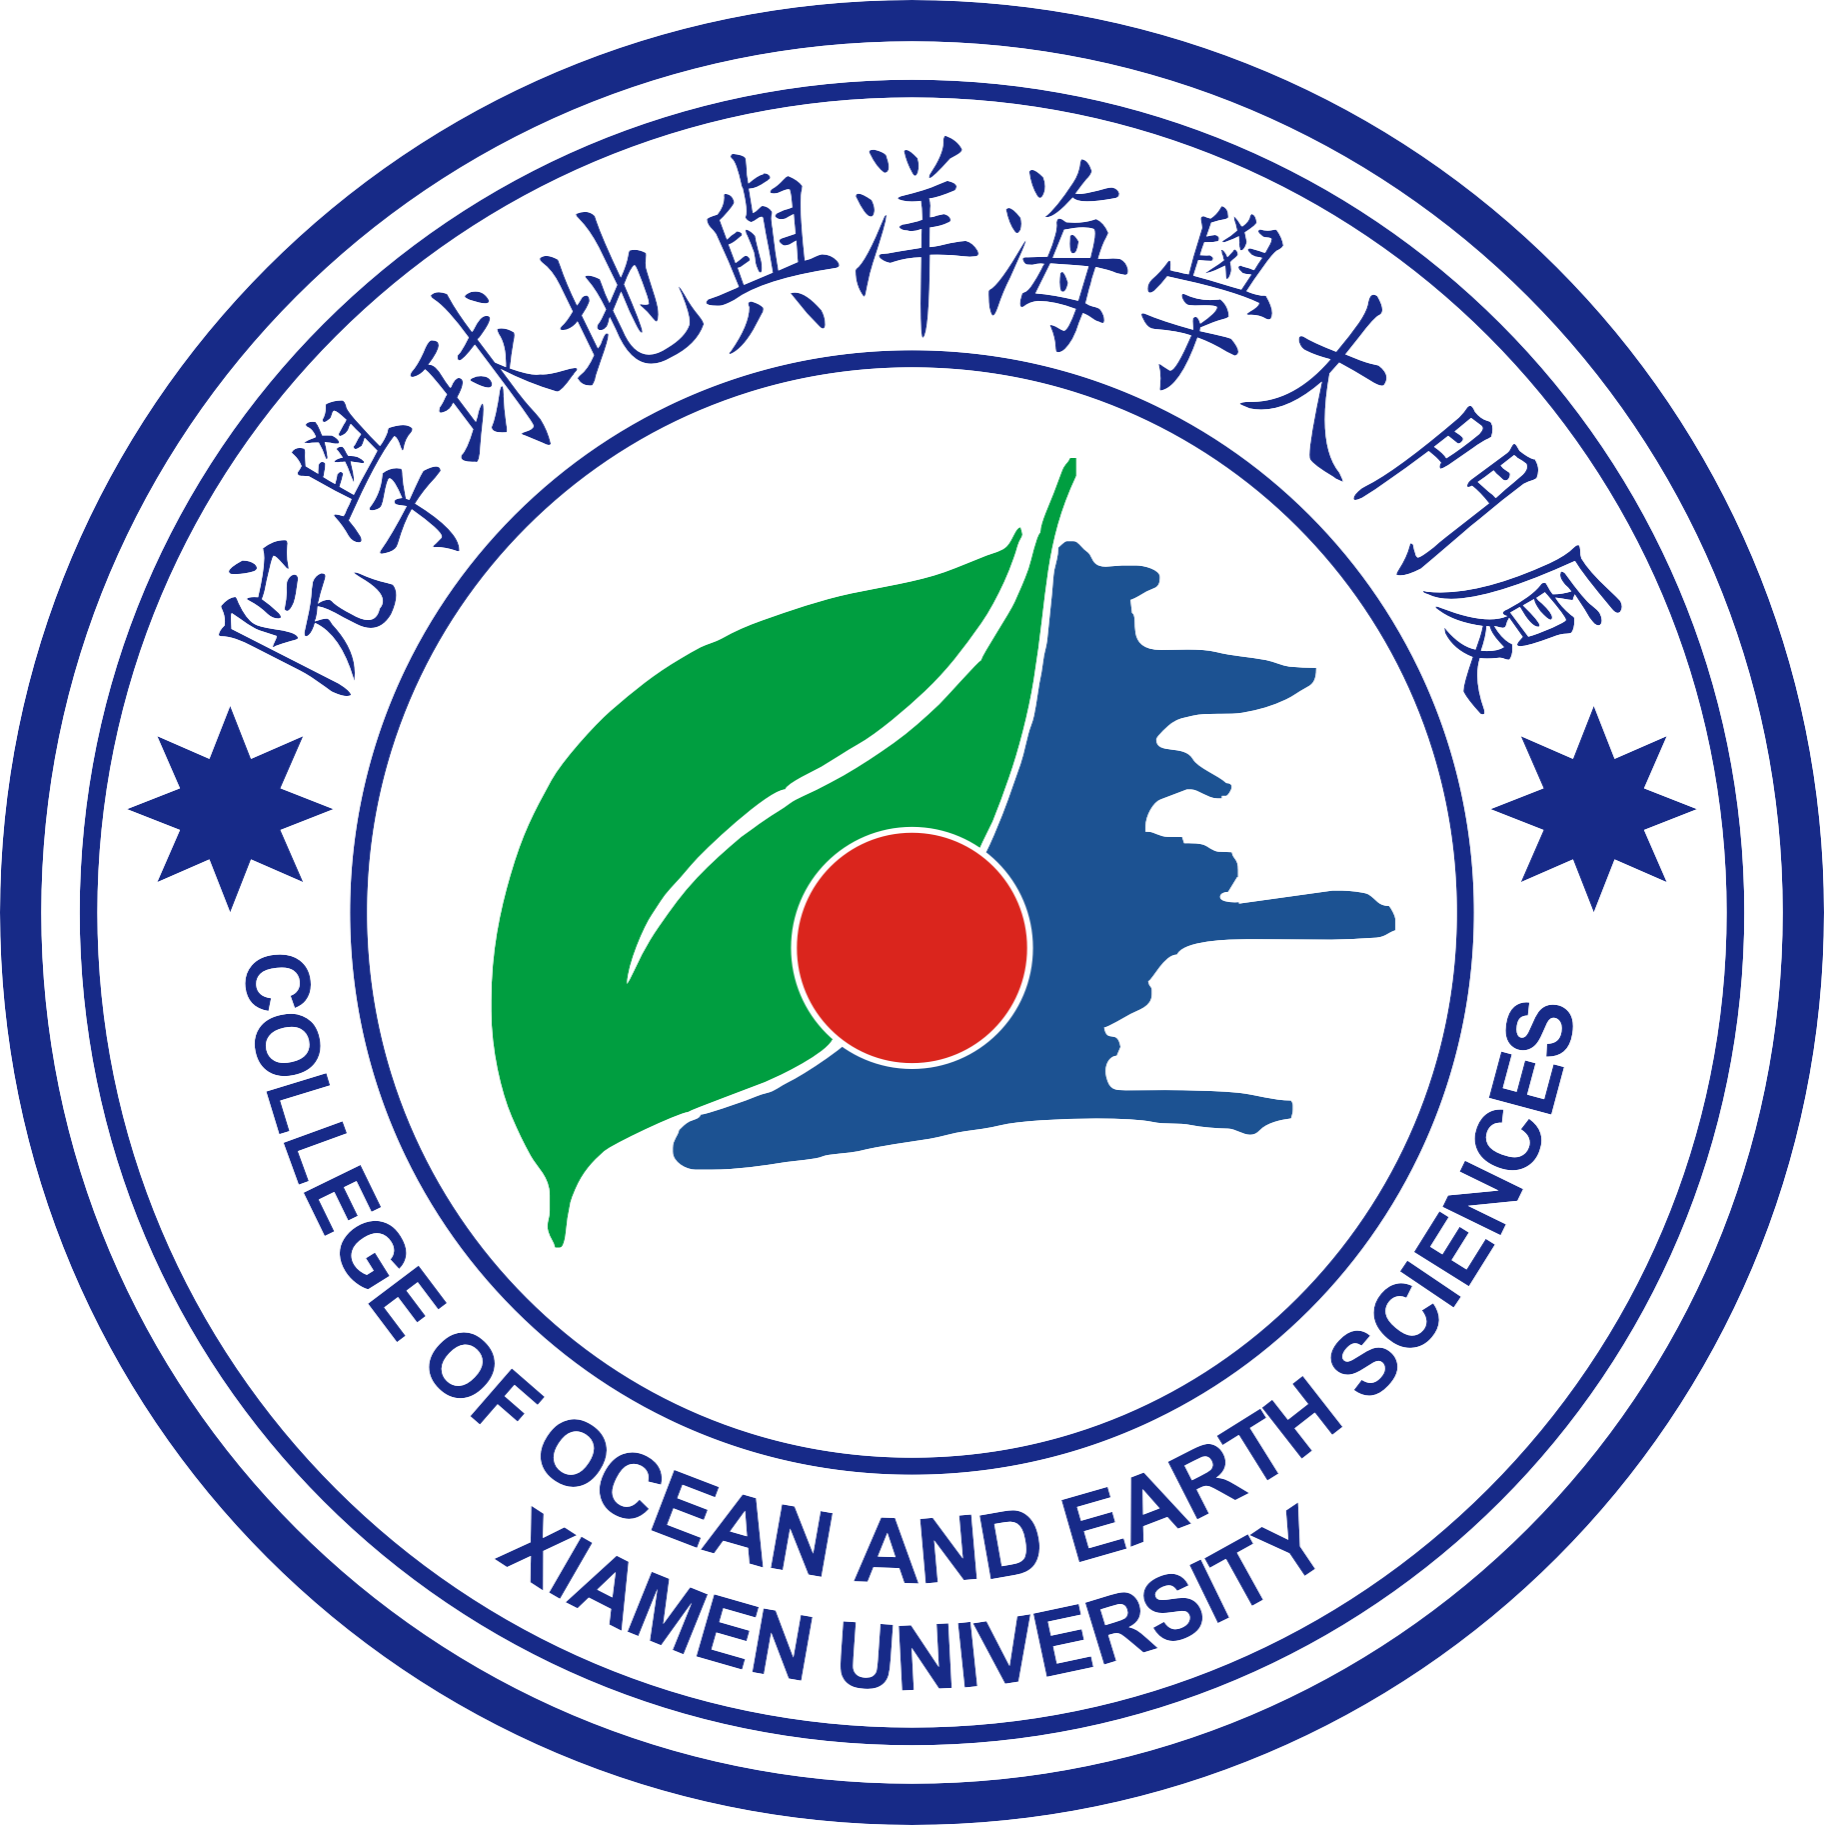 廈門大學海洋與地球學院
COLLEGE OF OCEAN AND EARTH SCIENCES
XIAMEN UNIVERSITY